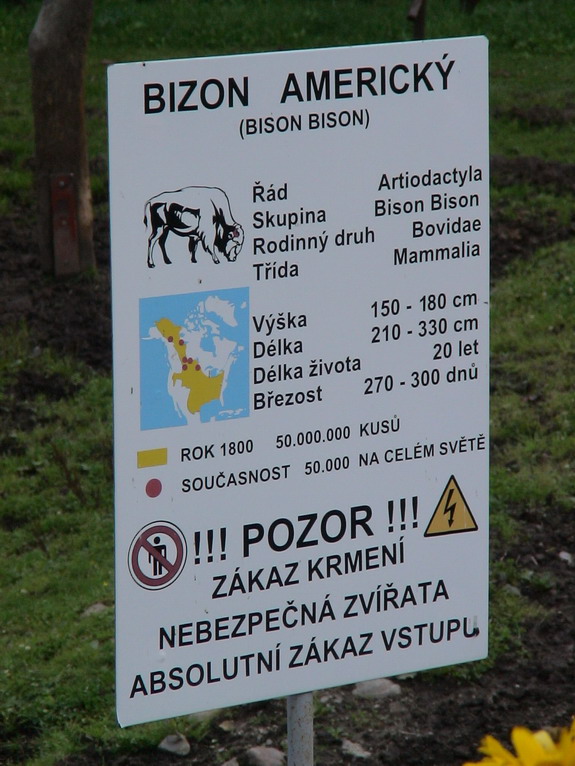 BIZON AMERICKÝ
(BISON BISON)
Řád Artiodactyla
Skupina Bison Bison
Rodinný druh Bovidae
Třída Mammalia
Výška 150 - 180 cm
Délka 210 - 330 cm
Délka života 20 let
Březost 270 - 300 dnů
ROK 1800 50.000.000 KUSŮ
SOUČASNOST 50.000 NA CELÉM SVĚTĚ
!!! POZOR !!!
ZÁKAZ KRMENÍ
NEBEZPEČNÁ ZVÍŘATA
ABSOLUTNÍ ZÁKAZ VSTUPU